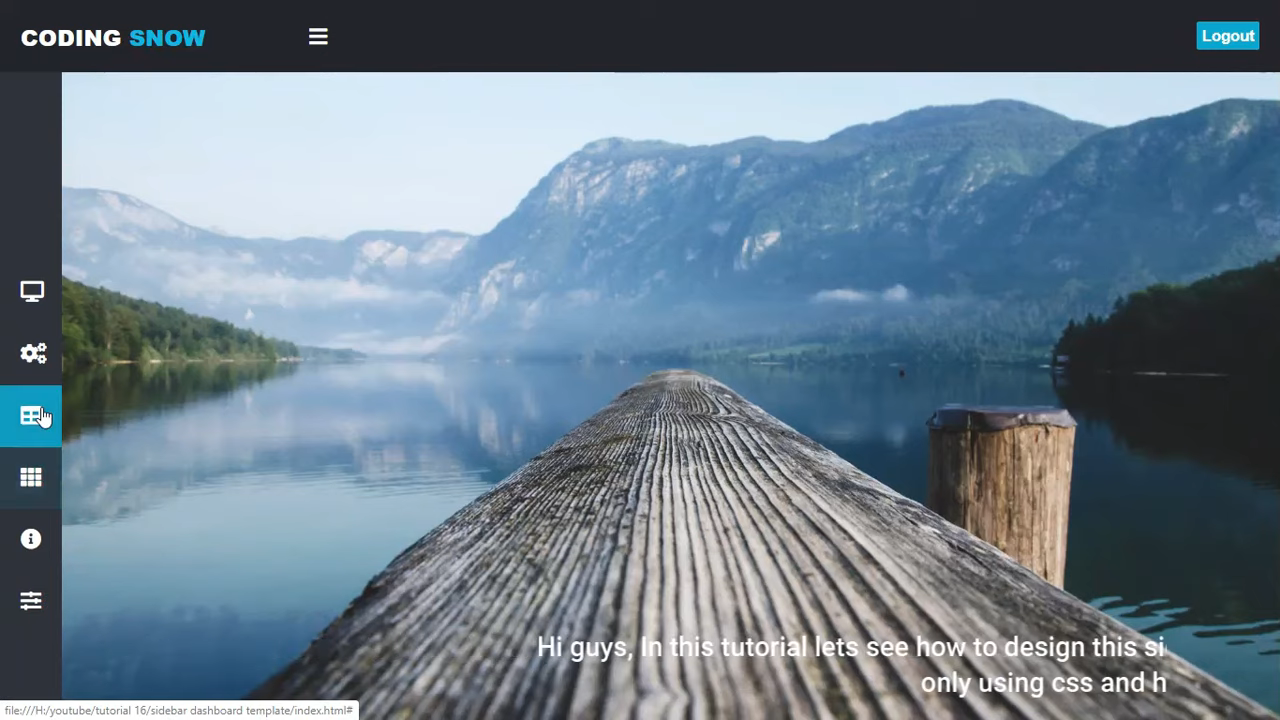 CODING SNOW
Logout
Hi guys, In this tutorial lets see how to design this si
only using css and h
file:///H:/youtube/tutorial 16/sidebar dashboard template/index.html#